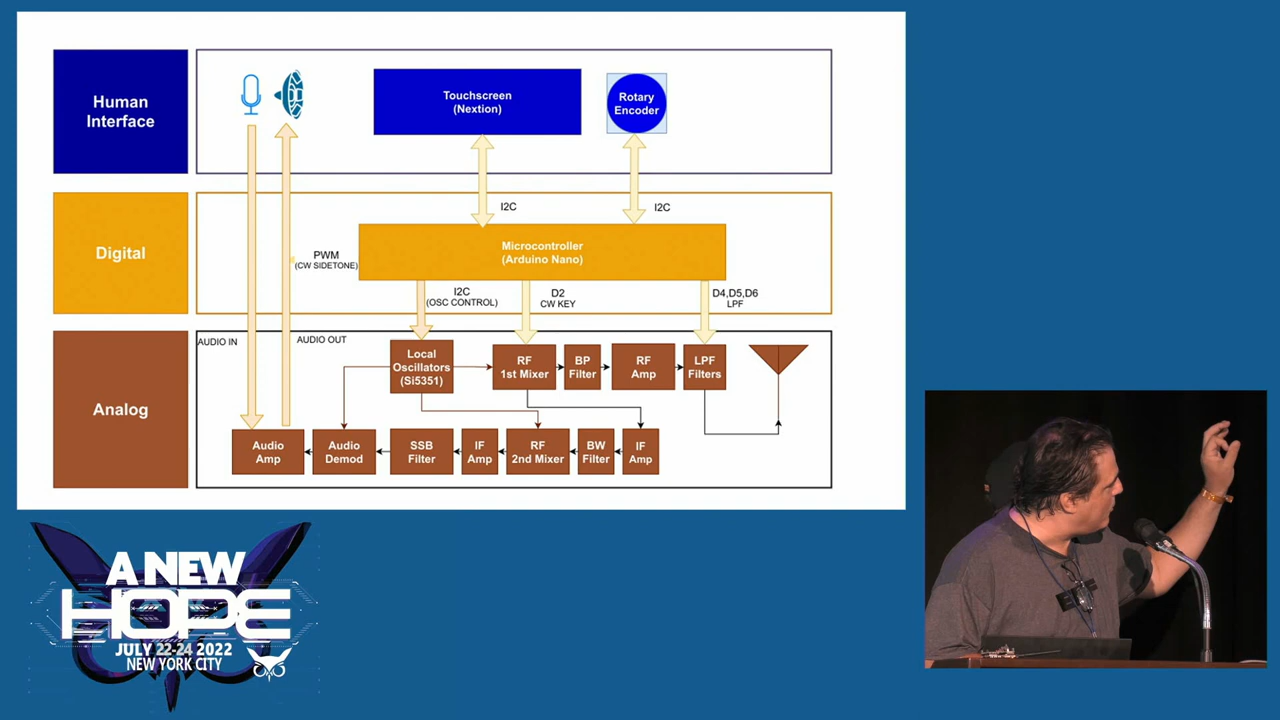 Human
Interface
Touchscreen
(Nextion)
Rotary
Encoder
I2C
I2C
Digital
PWM
(CW SIDETONE)
Microcontroller
(Arduino Nano)
I2C
(OSC CONTROL)
D2
CW KEY
D4,D5,D6
LPF
Analog
AUDIO IN
AUDIO OUT
Local
Oscillators
(Si5351)
RF
1st Mixer
BP
Filter
RF
Amp
LPF
Filters
Audio
Amp
Audio
Demod
SSB
Filter
IF
Amp
RF
2nd Mixer
BW
Filter
IF
Amp
A NEW
HOPE
JULY 22-24 2022
NEW YORK CITY